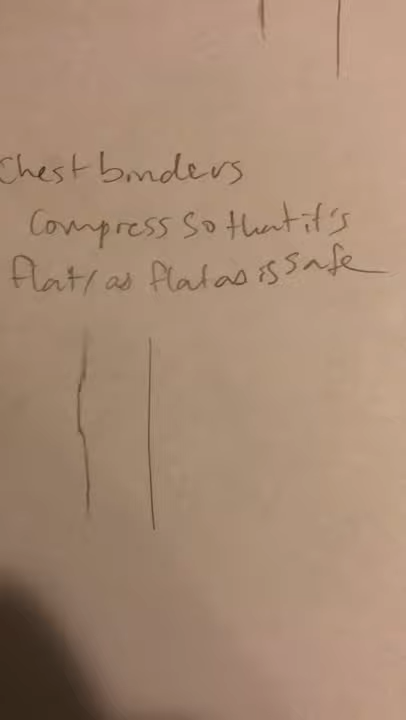 Chest binders
Compress so that it's
flat/as flat as is safe